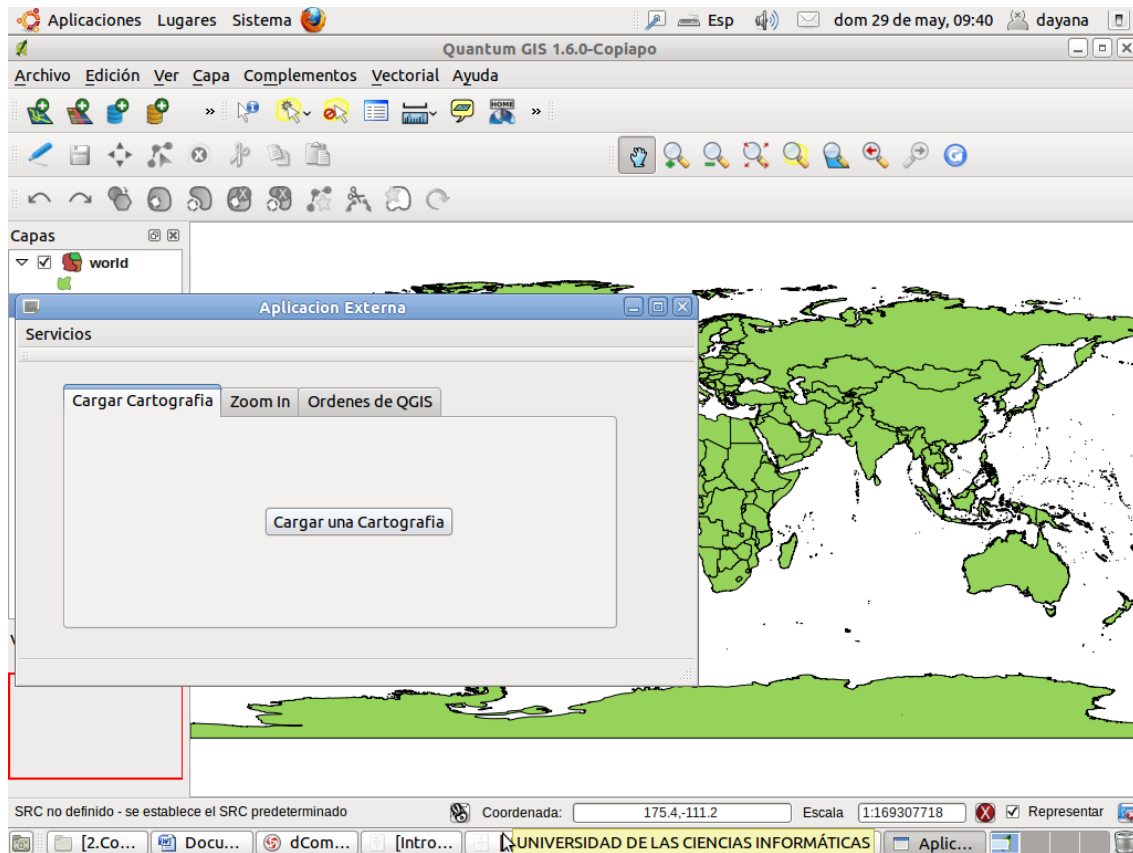 Aplicaciones Lugares Sistema Esp dom 29 de may, 09:40 dayana
Quantum GIS 1.6.0-Copiapo
Archivo Edición Ver Capa Complementos Vectorial Ayuda
» HOME »
Capas
world
Aplicacion Externa
Servicios
Cargar Cartografia Zoom In Ordenes de QGIS
Cargar una Cartografia
SRC no definido - se establece el SRC predeterminado Coordenada: 175.4,-111.2 Escala 1:169307718 Representar
[2.Co... Docu... dCom... [Intro... UNIVERSIDAD DE LAS CIENCIAS INFORMÁTICAS Aplic...